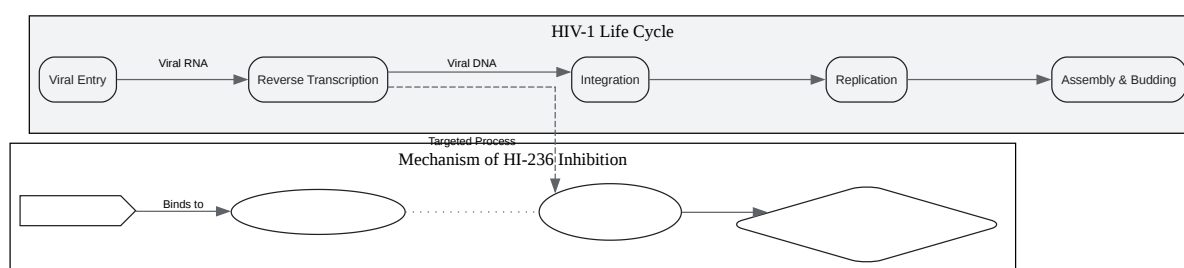 HIV-1 Life Cycle
Viral Entry
Viral RNA
Reverse Transcription
Viral DNA
Integration
Replication
Assembly & Budding
Targeted Process
Mechanism of HI-236 Inhibition
Binds to